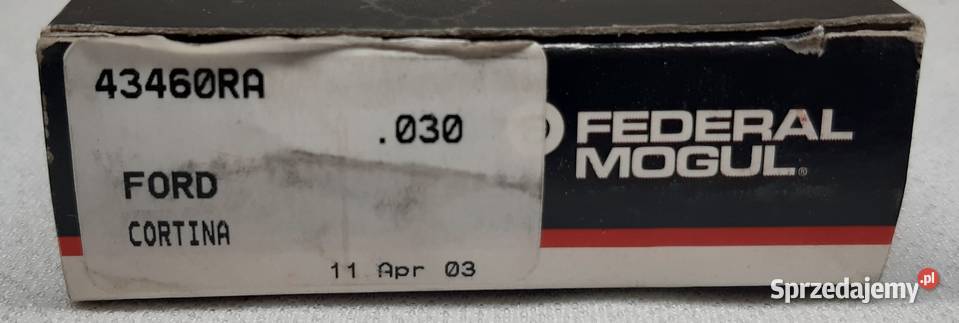 43460RA
.030
FORD
CORTINA
11 Apr 03
FEDERAL
MOGUL®
Sprzedajemy.pl